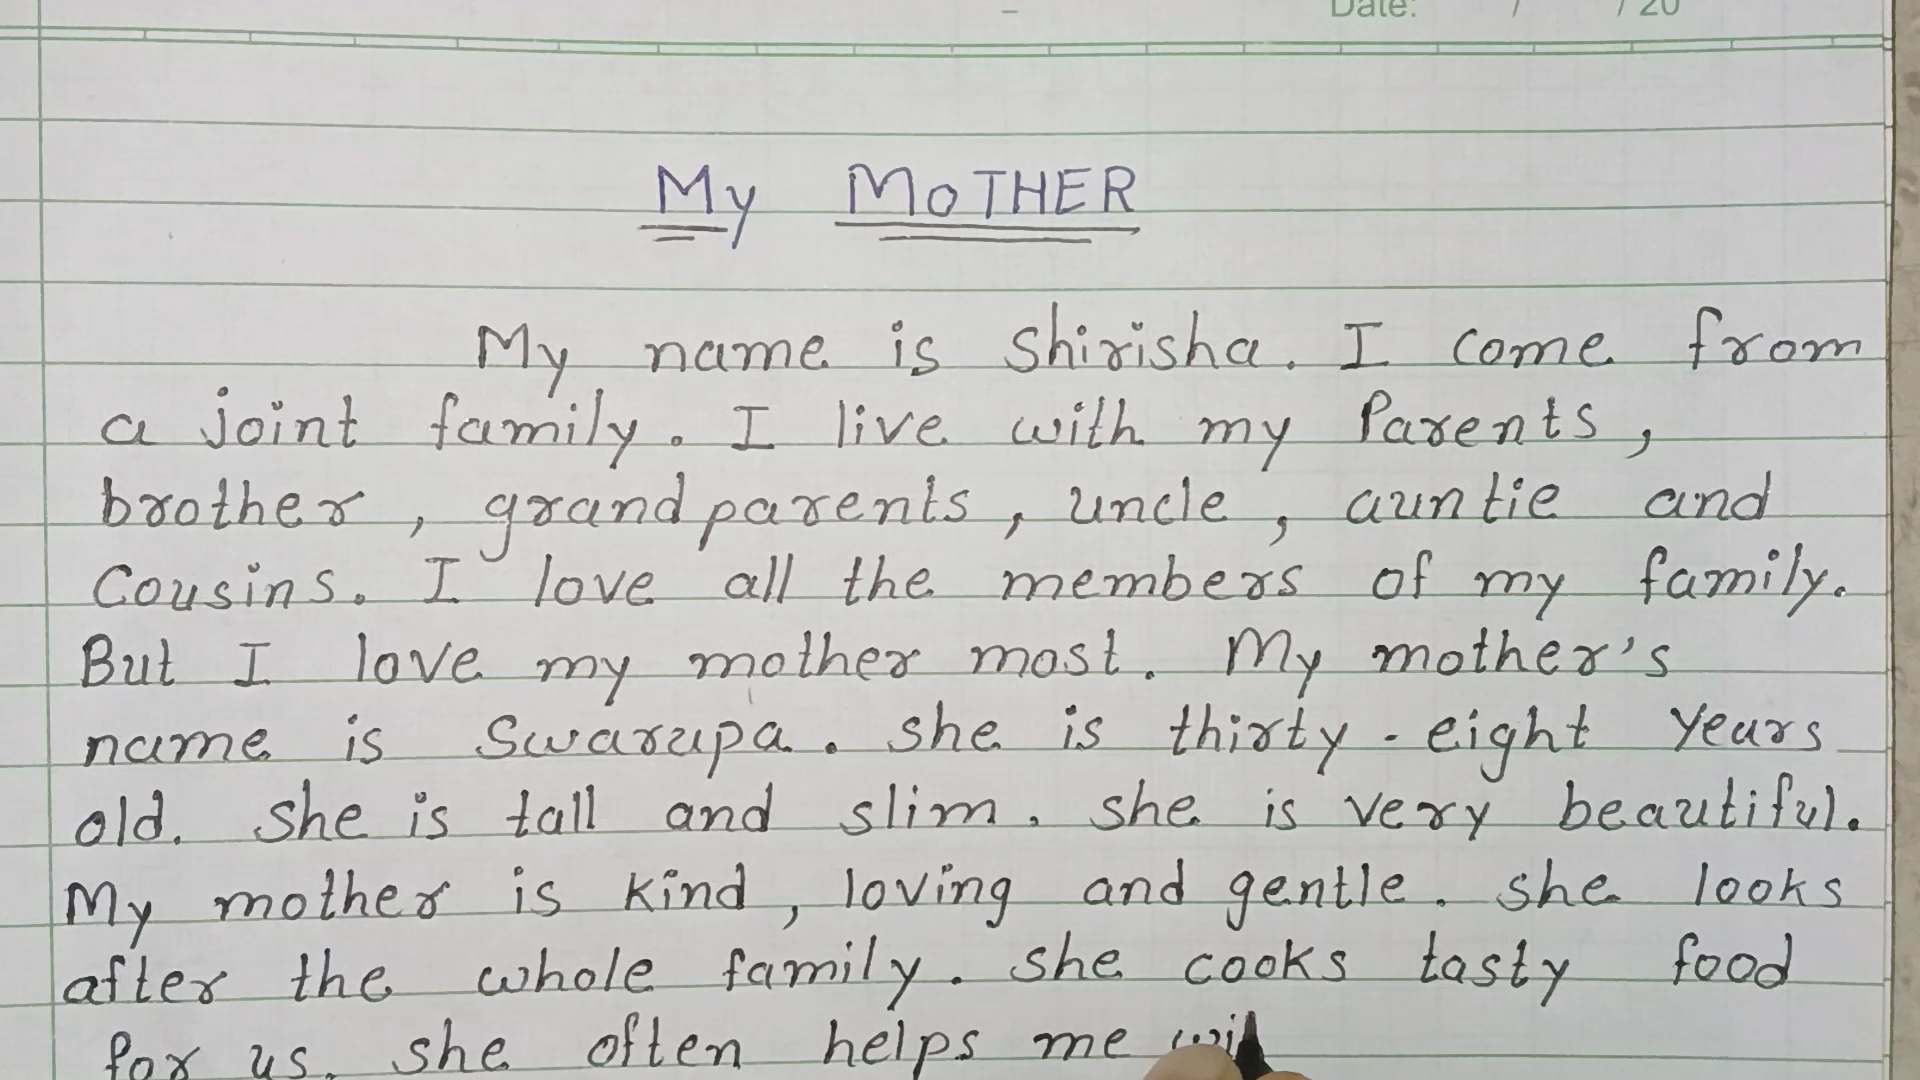 Date: / / 20
My MOTHER
My name is Shirisha. I come from
a joint family. I live with my Parents,
brother, grandparents, uncle, auntie and
Cousins. I love all the members of my family.
But I love my mother most. My mother's
name is Swarupa. She is thirty-eight years
old. She is tall and slim. She is very beautiful.
My mother is kind, loving and gentle. She looks
after the whole family. She cooks tasty food
for us. She often helps me